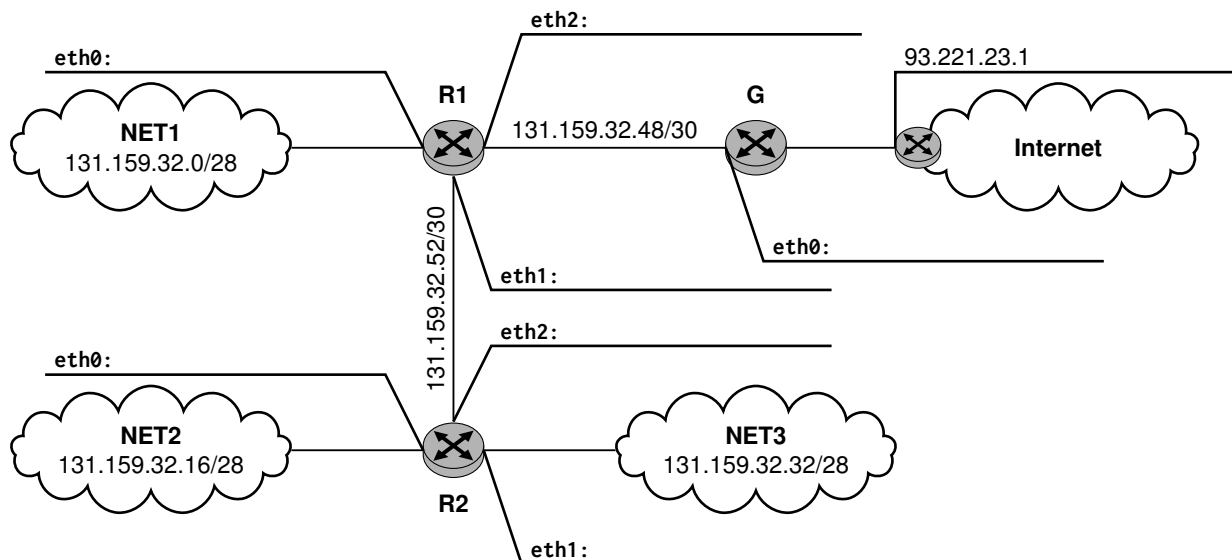 eth2:
eth0:
93.221.23.1
R1
G
NET1
131.159.32.0/28
131.159.32.48/30
Internet
eth0:
131.159.32.52/30
eth1:
eth2:
eth0:
NET2
131.159.32.16/28
NET3
131.159.32.32/28
R2
eth1: